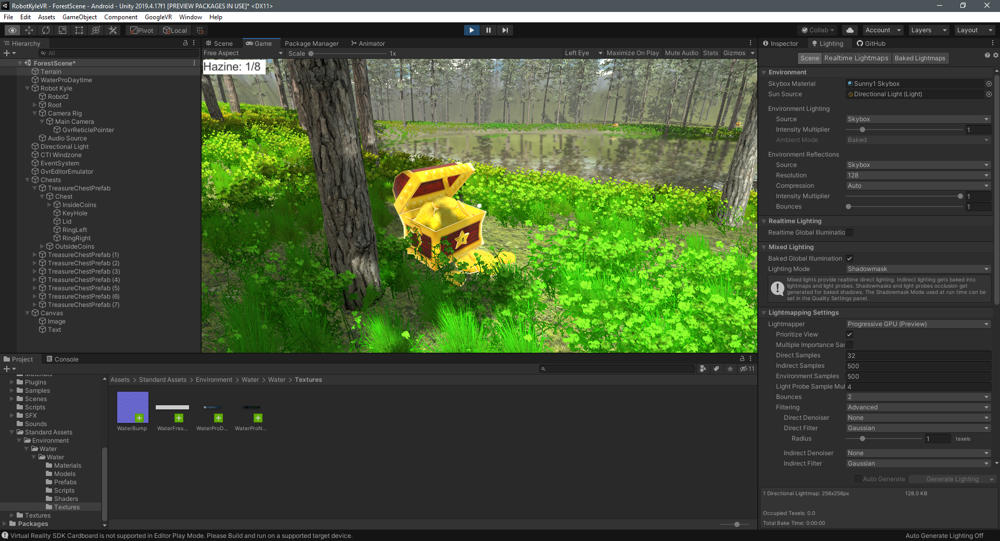 RobotKyleVR - ForestScene - Android - Unity 2019.4.17f1 [PREVIEW PACKAGES IN USE]* <DX11>
File Edit Assets GameObject Component GoogleVR Window Help
Pivot Local Collab Account Layers Layout
Hierarchy
All
ForestScene*
Terrain
WaterProDaytime
Robot Kyle
Robot2
Root
Camera Rig
Main Camera
GvrReticlePointer
Audio Source
Directional Light
CTI Windzone
EventSystem
GvrEditorEmulator
Chests
TreasureChestPrefab
Chest
InsideCoins
KeyHole
Lid
RingLeft
RingRight
OutsideCoins
TreasureChestPrefab (1)
TreasureChestPrefab (2)
TreasureChestPrefab (3)
TreasureChestPrefab (4)
TreasureChestPrefab (5)
TreasureChestPrefab (6)
TreasureChestPrefab (7)
Canvas
Image
Text
Scene Game Package Manager Animator
Free Aspect Scale 1x Left Eye Maximize On Play Mute Audio Stats Gizmos
Hazine: 1/8
Inspector Lighting GitHub
Scene Realtime Lightmaps Baked Lightmaps
Environment
Skybox Material Sunny1 Skybox
Sun Source Directional Light (Light)
Environment Lighting
Source Skybox
Intensity Multiplier 1
Ambient Mode Baked
Environment Reflections
Source Skybox
Resolution 128
Compression Auto
Intensity Multiplier 1
Bounces 1
Realtime Lighting
Realtime Global Illuminatio
Mixed Lighting
Baked Global Illumination
Lighting Mode Shadowmask
Mixed lights provide realtime direct lighting. Indirect lighting gets baked into
lightmaps and light probes. Shadowmasks and light probes occlusion get
generated for baked shadows. The Shadowmask Mode used at run time can be
set in the Quality Settings panel.
Lightmapping Settings
Lightmapper Progressive GPU (Preview)
Prioritize View
Multiple Importance Sar
Direct Samples 32
Indirect Samples 500
Environment Samples 500
Light Probe Sample Mul 4
Bounces 2
Filtering Advanced
Direct Denoiser None
Direct Filter Gaussian
Radius 1 texels
Indirect Denoiser None
Indirect Filter Gaussian
Auto Generate Generate Lighting
1 Directional Lightmap: 256x256px 128.0 KB
Occupied Texels: 0.0
Total Bake Time: 0:00:00
Project Console
11
Materials
Plugins
Samples
Scenes
Scripts
SFX
Sounds
Standard Assets
Environment
Water
Water
Materials
Models
Prefabs
Scripts
Shaders
Textures
Textures
Packages
Assets > Standard Assets > Environment > Water > Water > Textures
WaterBump WaterFres... WaterProD... WaterProN...
Virtual Reality SDK Cardboard is not supported in Editor Play Mode. Please Build and run on a supported target device.
Auto Generate Lighting Off